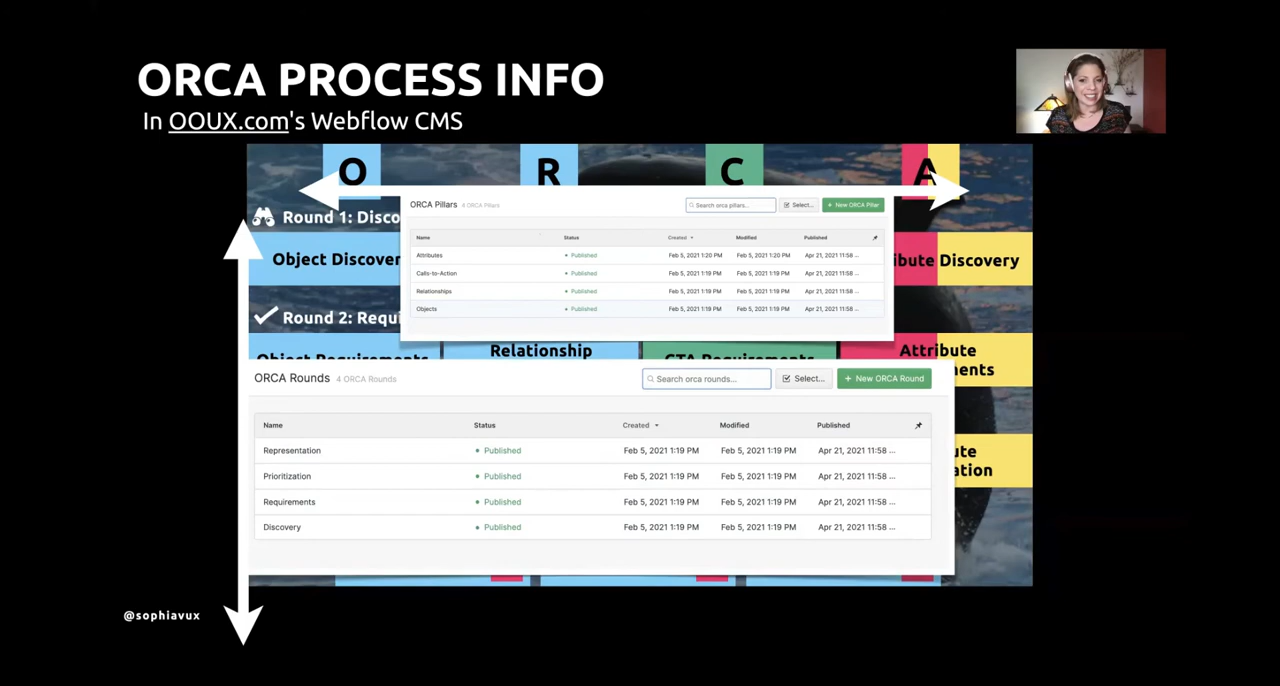 ORCA PROCESS INFO
In OOUX.com's Webflow CMS
O R C A
Round 1: Disco
ORCA Pillars 4 ORCA Pillars Search orca pillars... Select... + New ORCA Pillar
Name Status Created Modified Published
Attributes Published Feb 5, 2021 1:20 PM Feb 5, 2021 1:20 PM Apr 21, 2021 11:58 ...
Calls-to-Action Published Feb 5, 2021 1:19 PM Feb 5, 2021 1:19 PM Apr 21, 2021 11:58 ...
Relationships Published Feb 5, 2021 1:19 PM Feb 5, 2021 1:19 PM Apr 21, 2021 11:58 ...
Objects Published Feb 5, 2021 1:19 PM Feb 5, 2021 1:19 PM Apr 21, 2021 11:58 ...
Object Discover
ibute Discovery
Round 2: Requi
Object Requirements
Relationship
CTA Requirements
Attribute
ents
ORCA Rounds 4 ORCA Rounds Search orca rounds... Select... + New ORCA Round
Name Status Created Modified Published
Representation Published Feb 5, 2021 1:19 PM Feb 5, 2021 1:19 PM Apr 21, 2021 11:58 ...
Prioritization Published Feb 5, 2021 1:19 PM Feb 5, 2021 1:19 PM Apr 21, 2021 11:58 ...
Requirements Published Feb 5, 2021 1:19 PM Feb 5, 2021 1:19 PM Apr 21, 2021 11:58 ...
Discovery Published Feb 5, 2021 1:19 PM Feb 5, 2021 1:19 PM Apr 21, 2021 11:58 ...
ute
ation
@sophiavux